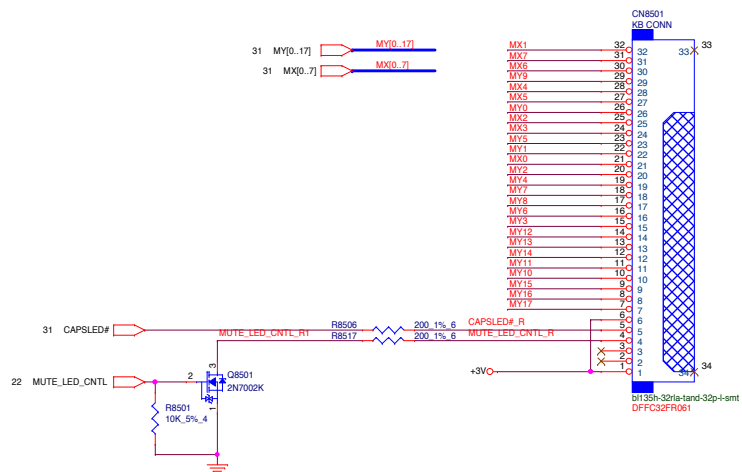 CN8501
KB CONN
31 MY[0..17] MY[0..17]
31 MX[0..7] MX[0..7]
33 33
MX1 32 32
MX7 31 31
MX6 30 30
MY9 29 29
MX4 28 28
MX5 27 27
MY0 26 26
MX2 25 25
MX3 24 24
MY5 23 23
MY1 22 22
MX0 21 21
MY2 20 20
MY4 19 19
MY7 18 18
MY8 17 17
MY6 16 16
MY3 15 15
MY12 14 14
MY13 13 13
MY14 12 12
MY11 11 11
MY10 10 10
MY15 9 9
MY16 8 8
MY17 7 7
6 6
31 CAPSLED# R8506 200_1%_6 CAPSLED#_R 5 5
MUTE_LED_CNTL_R1 R8517 200_1%_6 MUTE_LED_CNTL_R 4 4
3 3
2 2
+3V 1 1
34 34
22 MUTE_LED_CNTL 2 3 1
Q8501
2N7002K
R8501
10K_5%_4
bl135h-32rla-tand-32p-l-smt
DFFC32FR061